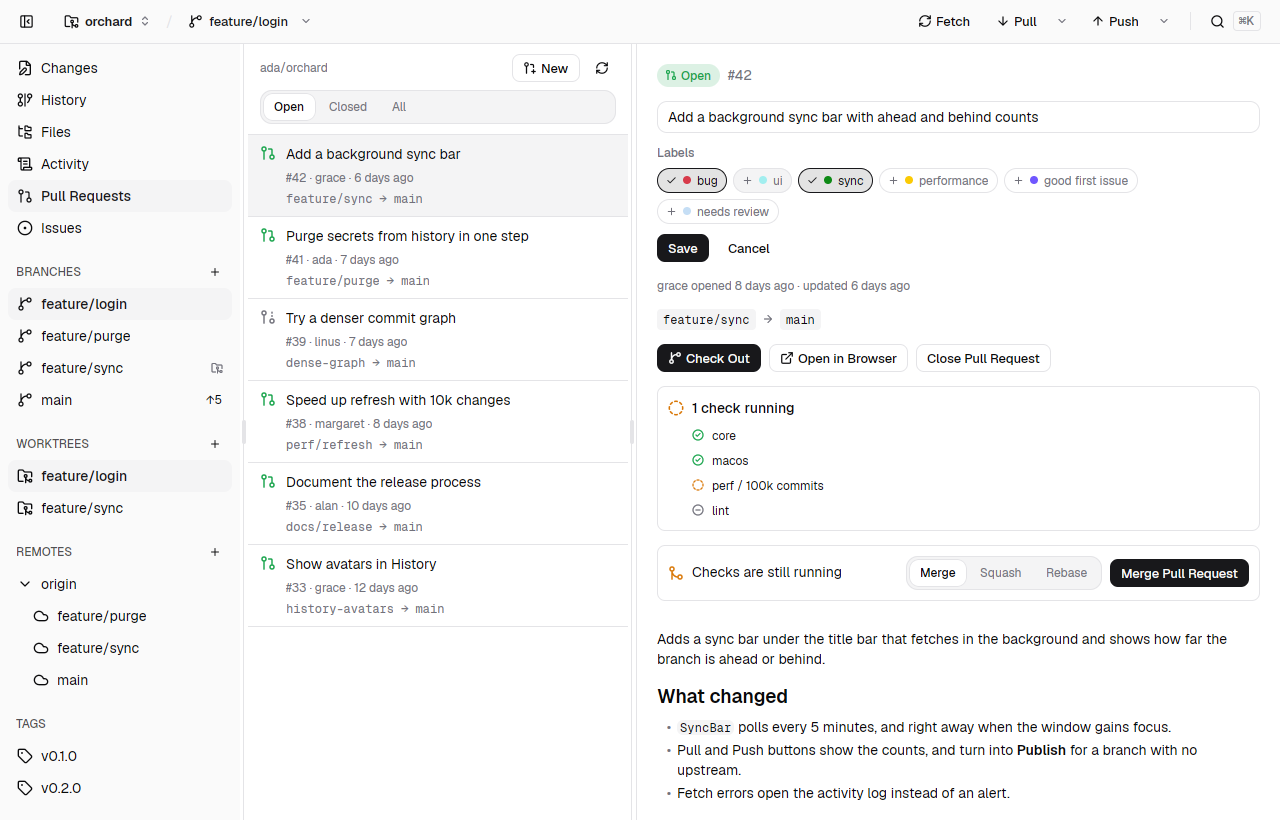 orchard / feature/login Fetch Pull Push ⌘K
Changes
History
Files
Activity
Pull Requests
Issues
BRANCHES
feature/login
feature/purge
feature/sync
main ↑5
WORKTREES
feature/login
feature/sync
REMOTES
origin
feature/purge
feature/sync
main
TAGS
v0.1.0
v0.2.0
ada/orchard New
Open Closed All
Add a background sync bar
#42 · grace · 6 days ago
feature/sync → main
Purge secrets from history in one step
#41 · ada · 7 days ago
feature/purge → main
Try a denser commit graph
#39 · linus · 7 days ago
dense-graph → main
Speed up refresh with 10k changes
#38 · margaret · 8 days ago
perf/refresh → main
Document the release process
#35 · alan · 10 days ago
docs/release → main
Show avatars in History
#33 · grace · 12 days ago
history-avatars → main
Open #42
Add a background sync bar with ahead and behind counts
Labels
bug ui sync performance good first issue
needs review
Save Cancel
grace opened 8 days ago · updated 6 days ago
feature/sync → main
Check Out Open in Browser Close Pull Request
1 check running
core
macos
perf / 100k commits
lint
Checks are still running Merge Squash Rebase Merge Pull Request
Adds a sync bar under the title bar that fetches in the background and shows how far the
branch is ahead or behind.
What changed
• SyncBar polls every 5 minutes, and right away when the window gains focus.
• Pull and Push buttons show the counts, and turn into Publish for a branch with no
upstream.
• Fetch errors open the activity log instead of an alert.